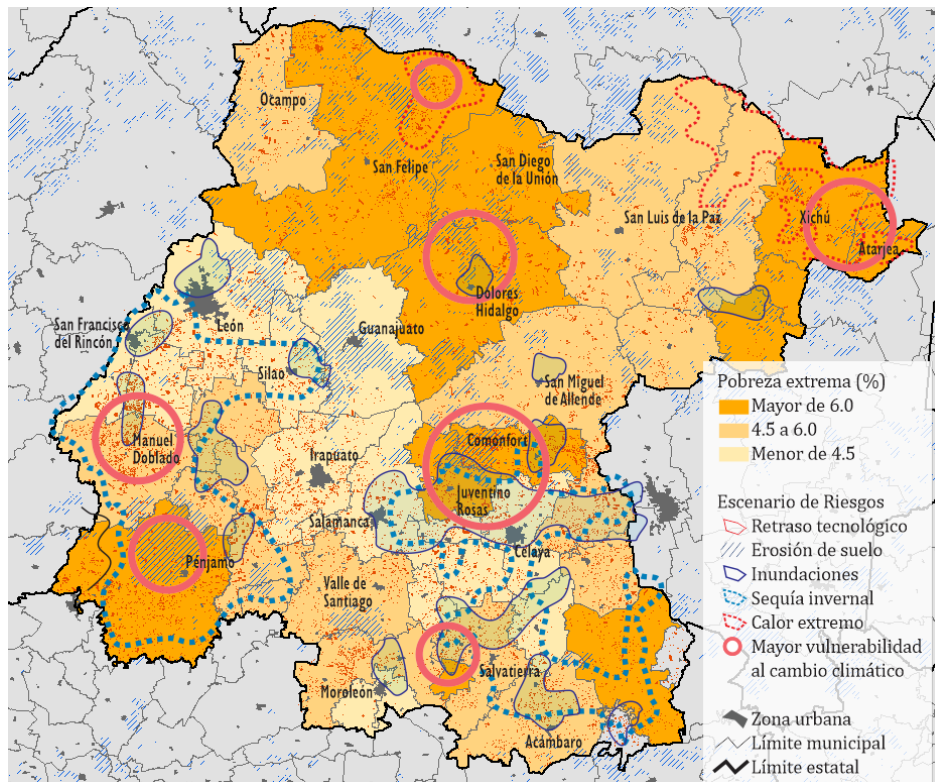 Ocampo
San Felipe
San Diego
de la Unión
San Luis de la Paz
Xichú
Atarjea
Dolores
Hidalgo
San Francisco
del Rincón
León
Guanajuato
Silao
San Miguel
de Allende
Manuel
Doblado
Irapuato
Comonfort
Juventino
Rosas
Salamanca
Celaya
Pénjamo
Valle de
Santiago
Salvatierra
Moroleón
Acámbaro
Pobreza extrema (%)
Mayor de 6.0
4.5 a 6.0
Menor de 4.5
Escenario de Riesgos
Retraso tecnológico
Erosión de suelo
Inundaciones
Sequía invernal
Calor extremo
Mayor vulnerabilidad
al cambio climático
Zona urbana
Límite municipal
Límite estatal